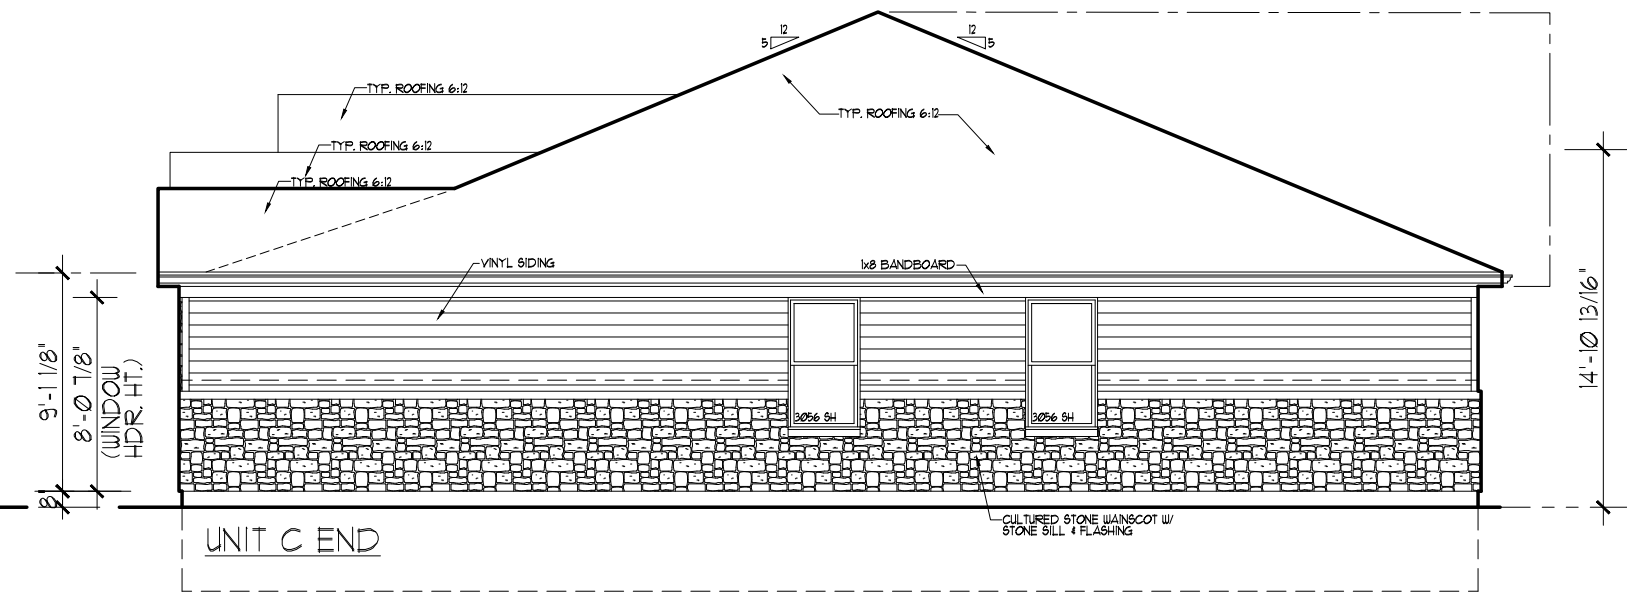 12
5
12
5
TYP. ROOFING 6:12
TYP. ROOFING 6:12
TYP. ROOFING 6:12
TYP. ROOFING 6:12
VINYL SIDING
1x8 BANDBOARD
9'-1 1/8"
8'-0 7/8"
(WINDOW
HDR. HT.)
14'-10 13/16"
3056 SH
3056 SH
8"
CULTURED STONE WAINSCOT W/
STONE SILL & FLASHING
UNIT C END